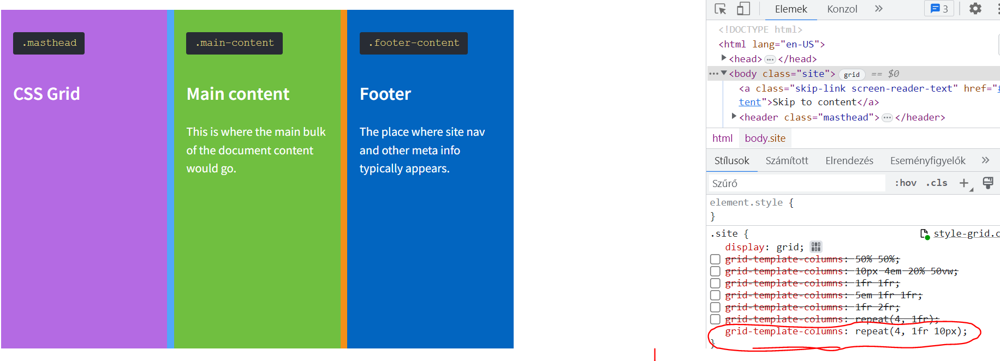 .masthead
CSS Grid
.main-content
Main content
This is where the main bulk
of the document content
would go.
.footer-content
Footer
The place where site nav
and other meta info
typically appears.
Elemek Konzol » 3
<!DOCTYPE html>
<html lang="en-US">
<head>…</head>
<body class="site"> grid == $0
<a class="skip-link screen-reader-text" href="#
tent">Skip to content</a>
<header class="masthead">…</header>
html body.site
Stílusok Számított Elrendezés Eseményfigyelők »
Szűrő :hov .cls +
element.style {
}
.site { style-grid.c
display: grid;
grid-template-columns: 50% 50%;
grid-template-columns: 10px 4em 20% 50vw;
grid-template-columns: 1fr 1fr;
grid-template-columns: 5em 1fr 1fr;
grid-template-columns: 1fr 2fr;
grid-template-columns: repeat(4, 1fr);
grid-template-columns: repeat(4, 1fr 10px);
}